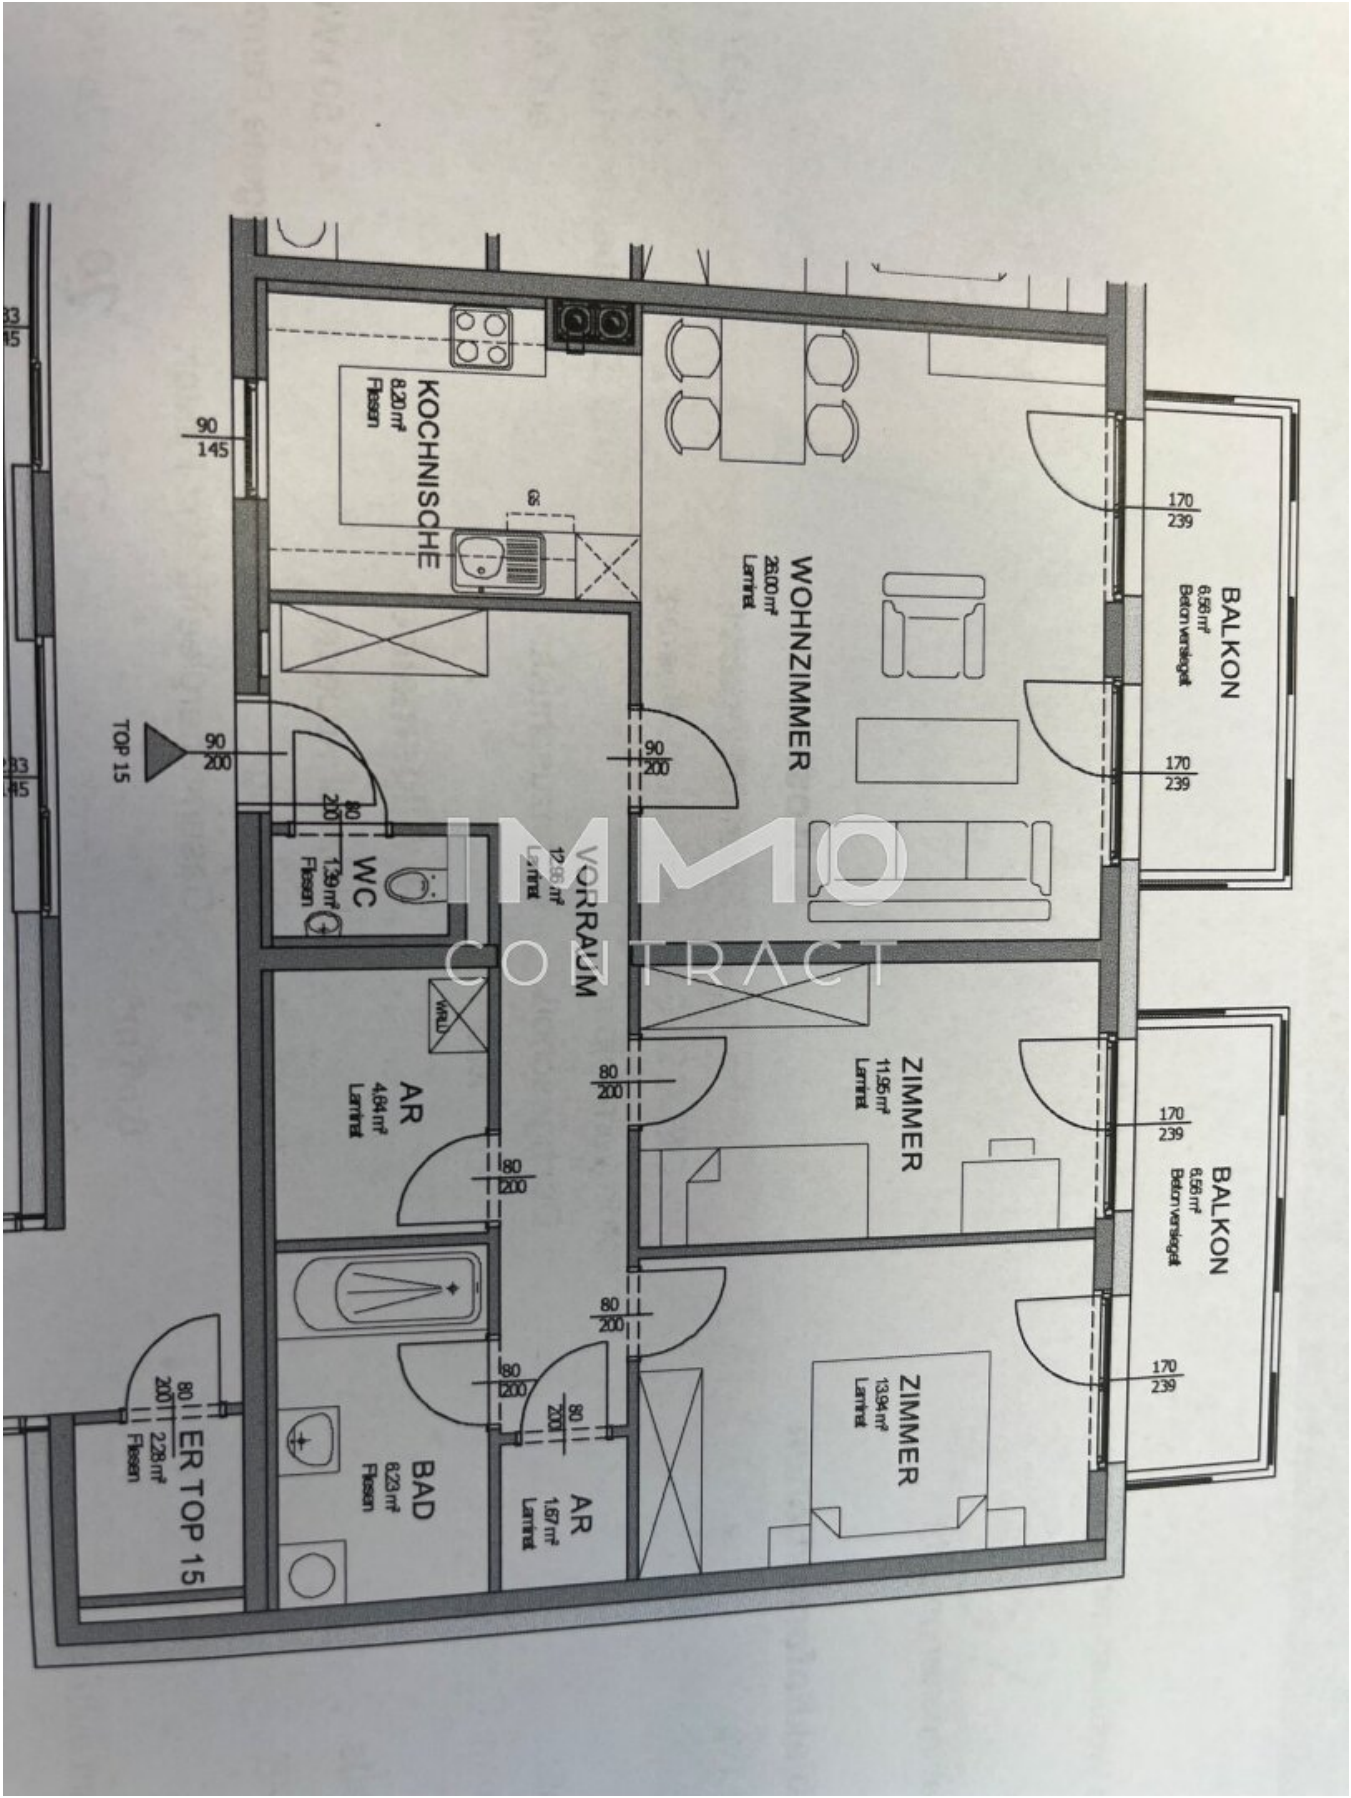 KOCHNISCHE
8.20 m²
Fliesen
GS
90
145
WOHNZIMMER
26.00 m²
Laminat
170
239
BALKON
6.56 m²
Beton versiegelt
170
239
TOP 15
90
200
90
200
80
200
WC
1.39 m²
Fliesen
VORRAUM
12.96 m²
Laminat
IMMO
CONTRACT
AR
4.64 m²
Laminat
80
200
80
200
ZIMMER
11.95 m²
Laminat
170
239
BALKON
6.56 m²
Beton versiegelt
170
239
80
200
80
200
80
200
ZIMMER
13.94 m²
Laminat
BAD
6.23 m²
Fliesen
AR
1.67 m²
Laminat
80
200
ER TOP 15
2.28 m²
Fliesen